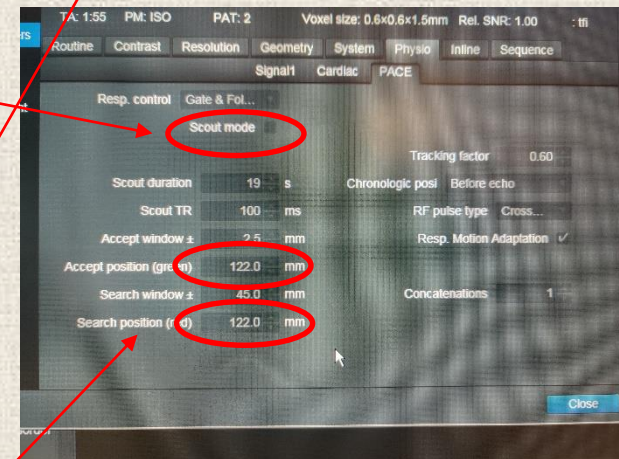 TA: 1:55 PM: ISO PAT: 2 Voxel size: 0.6×0.6×1.5mm Rel. SNR: 1.00 : tfi
Routine Contrast Resolution Geometry System Physio Inline Sequence
Signal1 Cardiac PACE
Resp. control Gate & Fol...
Scout mode
Tracking factor 0.60
Scout duration 19 s Chronologic posi Before echo
Scout TR 100 ms RF pulse type Cross...
Accept window ± 2.5 mm Resp. Motion Adaptation ✓
Accept position (green) 122.0 mm
Search window ± 45.0 mm Concatenations 1
Search position (red) 122.0 mm
Close